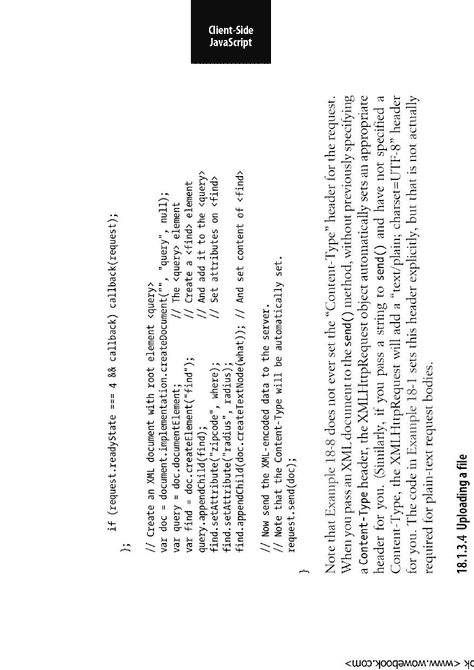 Client-Side
JavaScript
if (request.readyState === 4 && callback) callback(request);
};
// Create an XML document with root element <query>
var doc = document.implementation.createDocument("", "query", null);
var query = doc.documentElement; // The <query> element
var find = doc.createElement("find"); // Create a <find> element
query.appendChild(find); // And add it to the <query>
find.setAttribute("zipcode", where); // Set attributes on <find>
find.setAttribute("radius", radius);
find.appendChild(doc.createTextNode(what)); // And set content of <find>
// Now send the XML-encoded data to the server.
// Note that the Content-Type will be automatically set.
request.send(doc);
}
Note that Example 18-8 does not ever set the “Content-Type” header for the request.
When you pass an XML document to the send() method, without previously specifying
a Content-Type header, the XMLHttpRequest object automatically sets an appropriate
header for you. (Similarly, if you pass a string to send() and have not specified a
Content-Type, the XMLHttpRequest will add a “text/plain; charset=UTF-8” header
for you. The code in Example 18-1 sets this header explicitly, but that is not actually
required for plain-text request bodies.
18.1.3.4 Uploading a file
ok <www.wowebook.com>